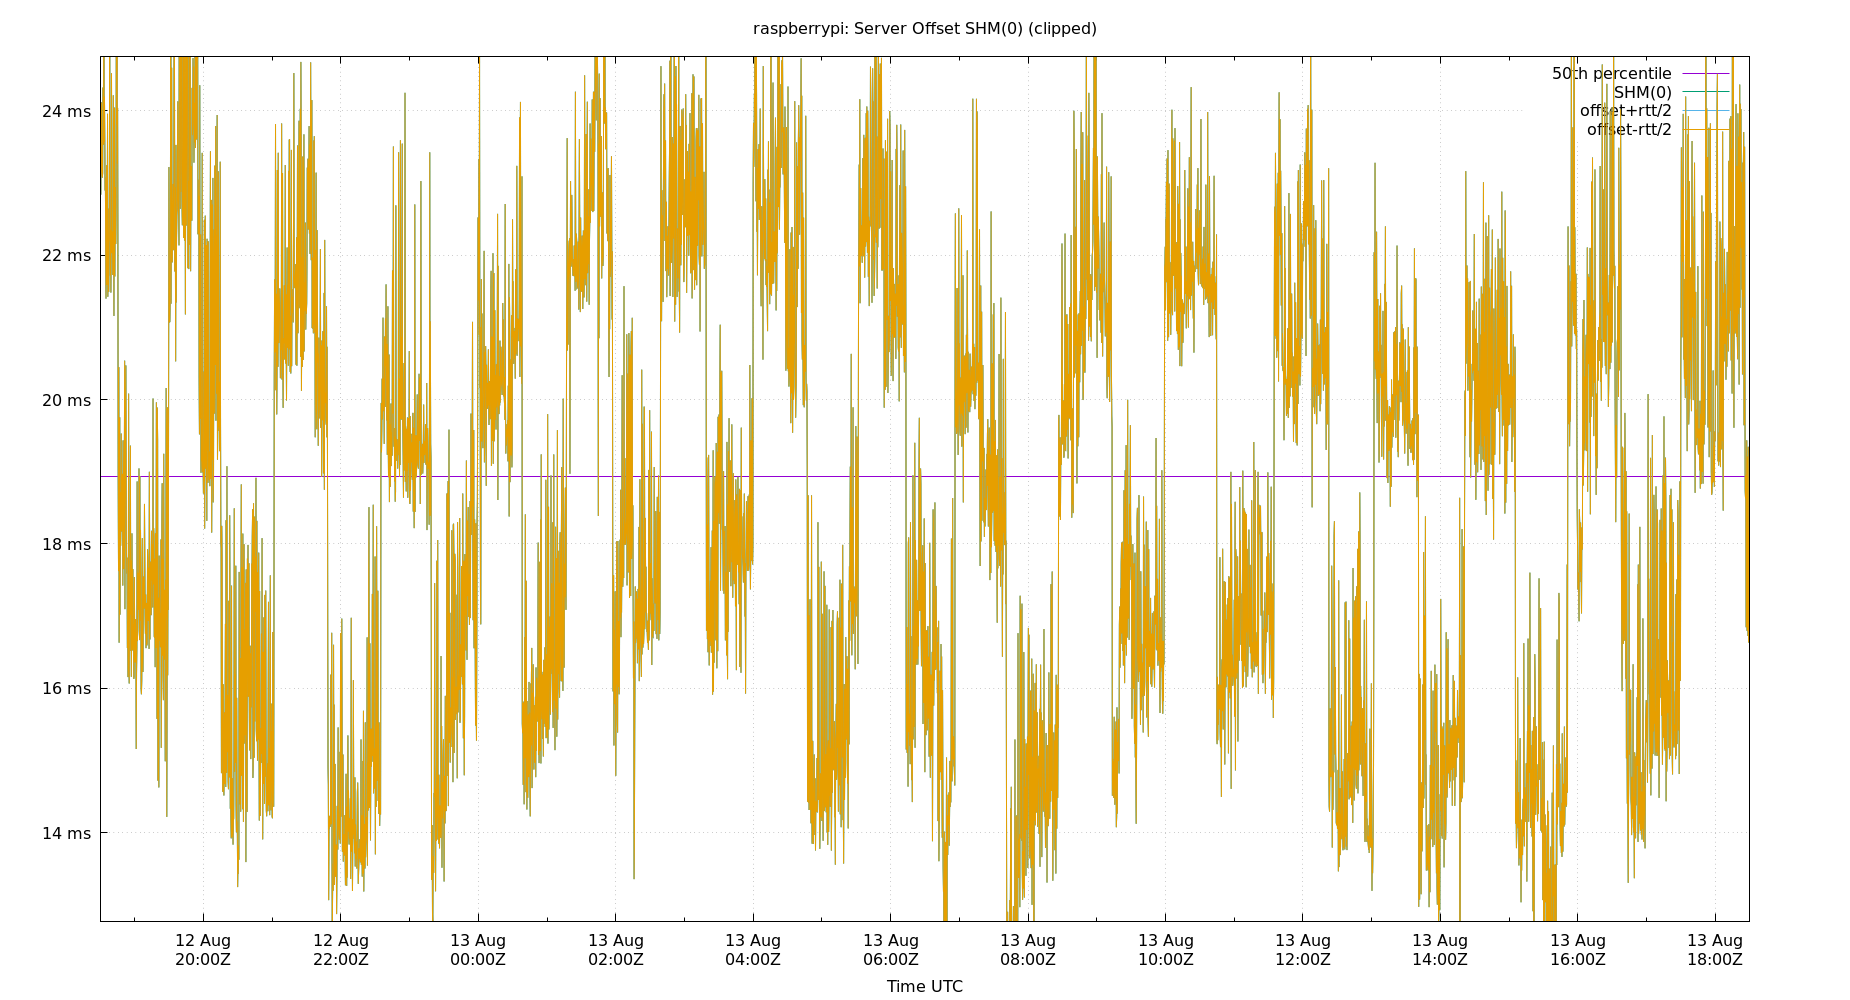 raspberrypi: Server Offset SHM(0) (clipped)
50th percentile
SHM(0)
offset+rtt/2
offset-rtt/2
24 ms
22 ms
20 ms
18 ms
16 ms
14 ms
12 Aug 12 Aug 13 Aug 13 Aug 13 Aug 13 Aug 13 Aug 13 Aug 13 Aug 13 Aug 13 Aug 13 Aug
20:00Z 22:00Z 00:00Z 02:00Z 04:00Z 06:00Z 08:00Z 10:00Z 12:00Z 14:00Z 16:00Z 18:00Z
Time UTC